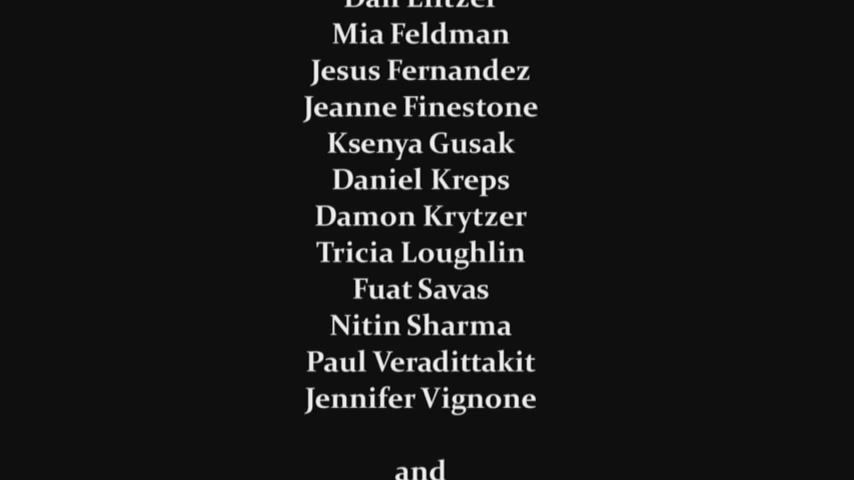 Dan
Mia Feldman
Jesus Fernandez
Jeanne Finestone
Ksenya Gusak
Daniel Kreps
Damon Krytzer
Tricia Loughlin
Fuat Savas
Nitin Sharma
Paul Veradittakit
Jennifer Vignone
and